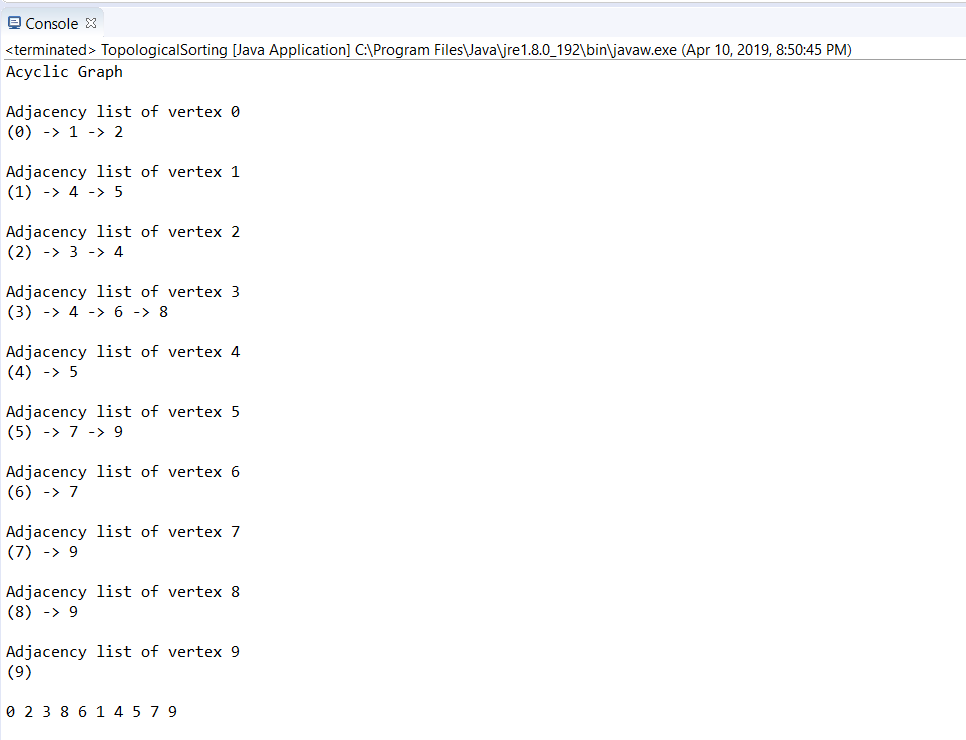 Console
<terminated> TopologicalSorting [Java Application] C:\Program Files\Java\jre1.8.0_192\bin\javaw.exe (Apr 10, 2019, 8:50:45 PM)
Acyclic Graph
Adjacency list of vertex 0
(0) -> 1 -> 2
Adjacency list of vertex 1
(1) -> 4 -> 5
Adjacency list of vertex 2
(2) -> 3 -> 4
Adjacency list of vertex 3
(3) -> 4 -> 6 -> 8
Adjacency list of vertex 4
(4) -> 5
Adjacency list of vertex 5
(5) -> 7 -> 9
Adjacency list of vertex 6
(6) -> 7
Adjacency list of vertex 7
(7) -> 9
Adjacency list of vertex 8
(8) -> 9
Adjacency list of vertex 9
(9)
0 2 3 8 6 1 4 5 7 9